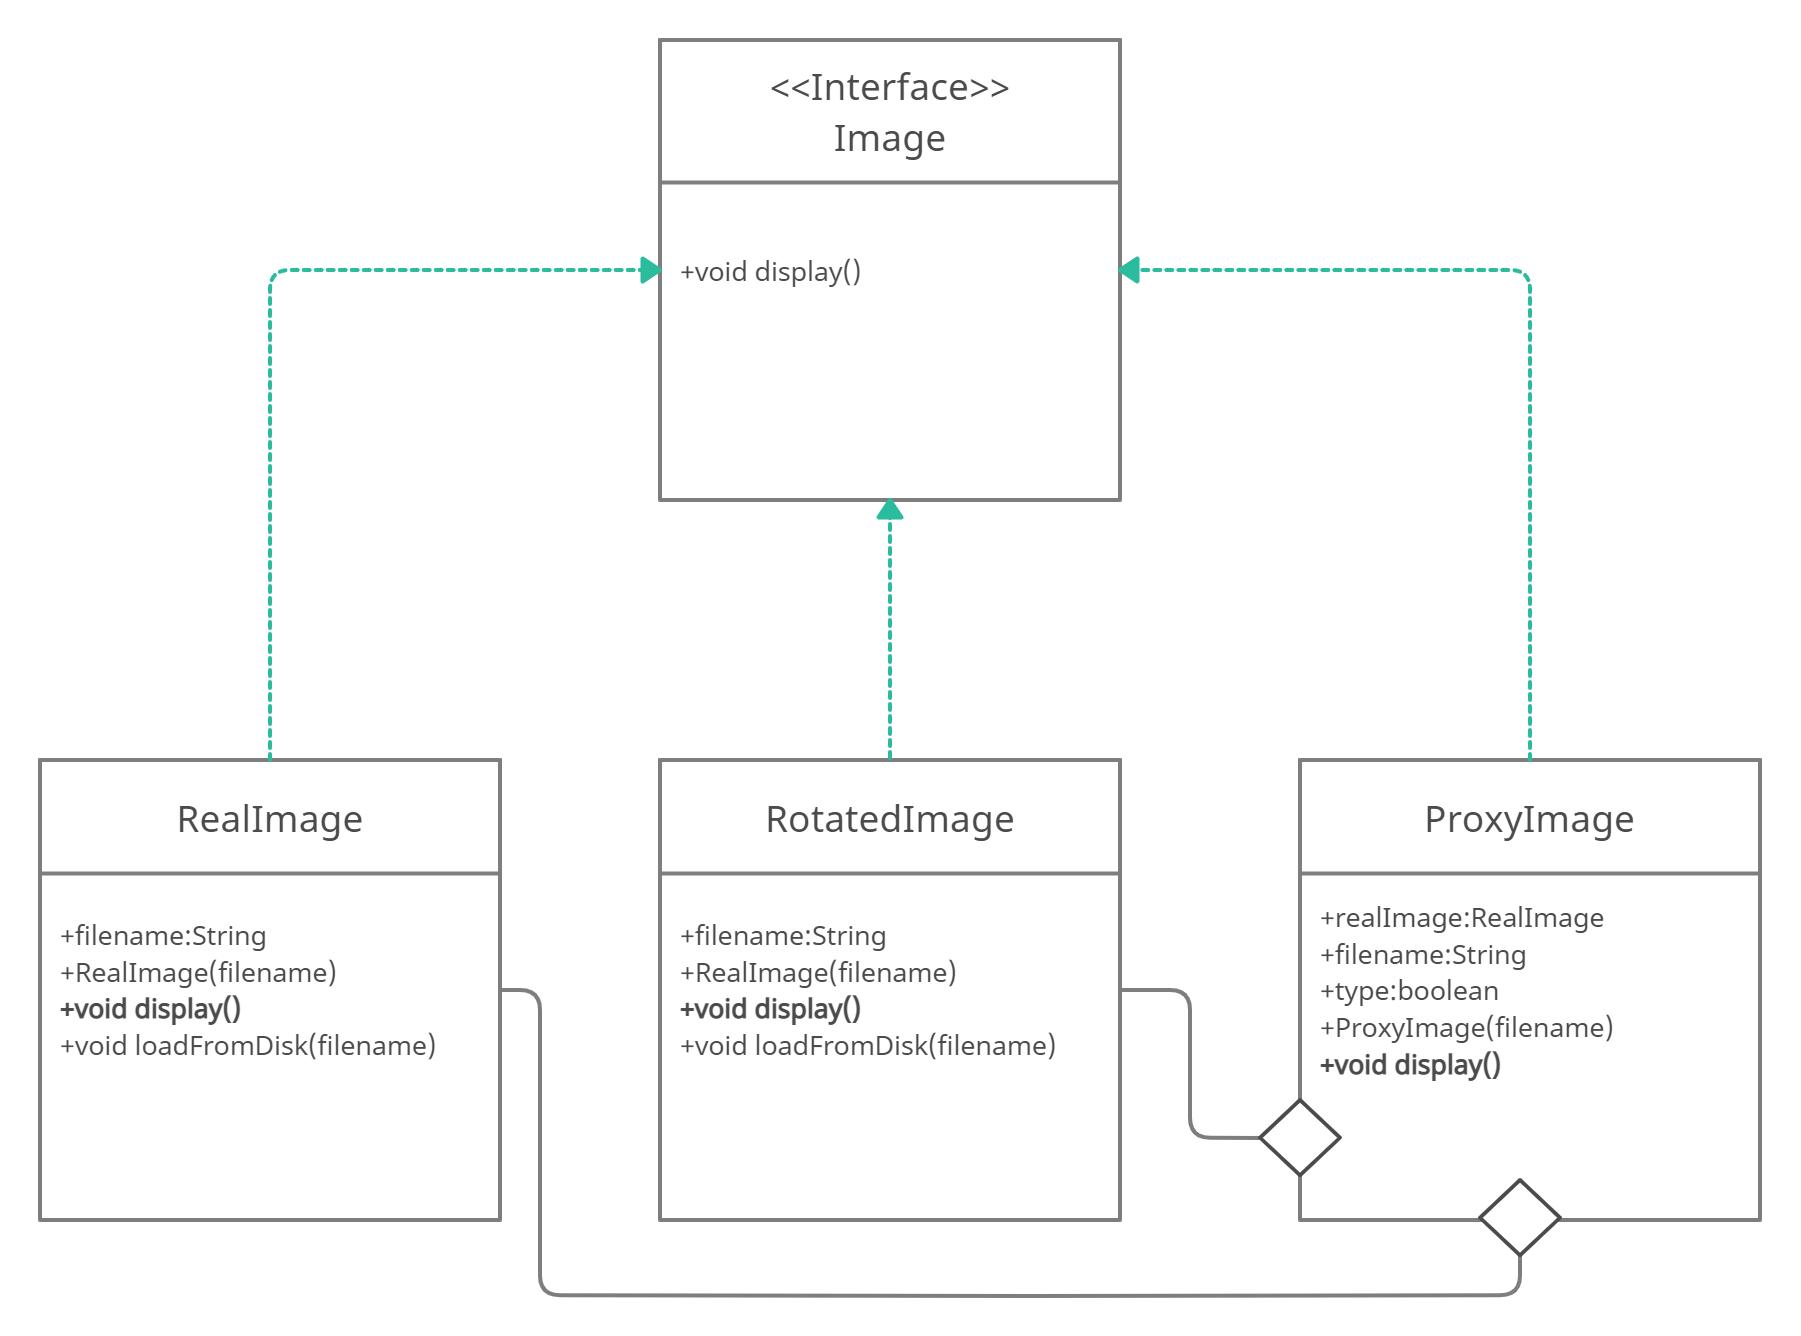 <<Interface>>
Image
+void display()
RealImage
+filename:String
+RealImage(filename)
+void display()
+void loadFromDisk(filename)
RotatedImage
+filename:String
+RealImage(filename)
+void display()
+void loadFromDisk(filename)
ProxyImage
+realImage:RealImage
+filename:String
+type:boolean
+ProxyImage(filename)
+void display()